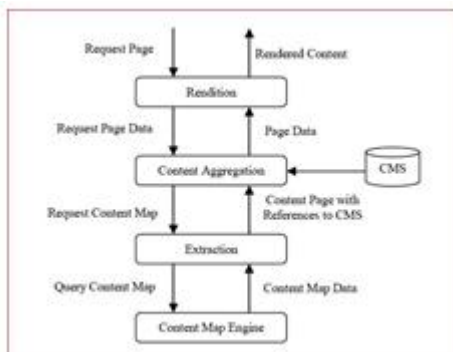 Request Page
Rendered Content
Rendition
Request Page Data
Page Data
Content Aggregation
CMS
Request Content Map
Content Page with
References to CMS
Extraction
Query Content Map
Content Map Data
Content Map Engine